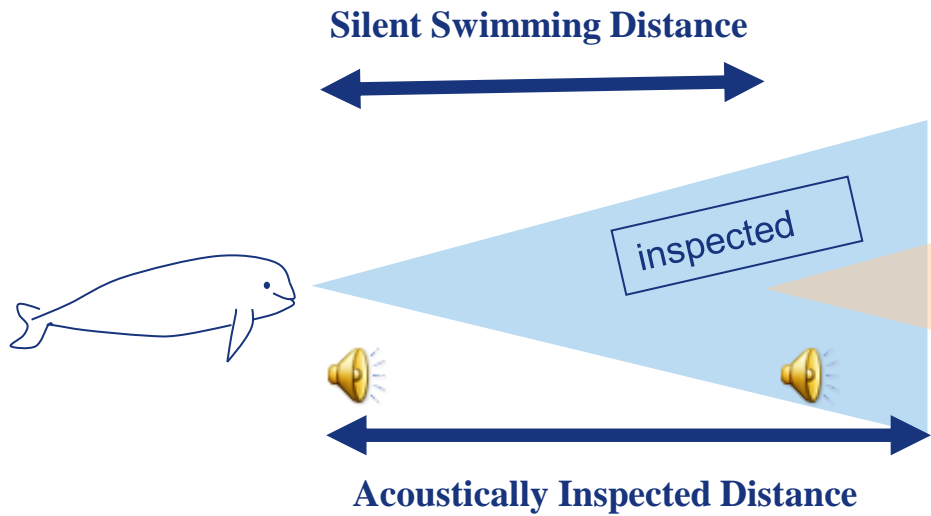 Silent Swimming Distance
inspected
Acoustically Inspected Distance